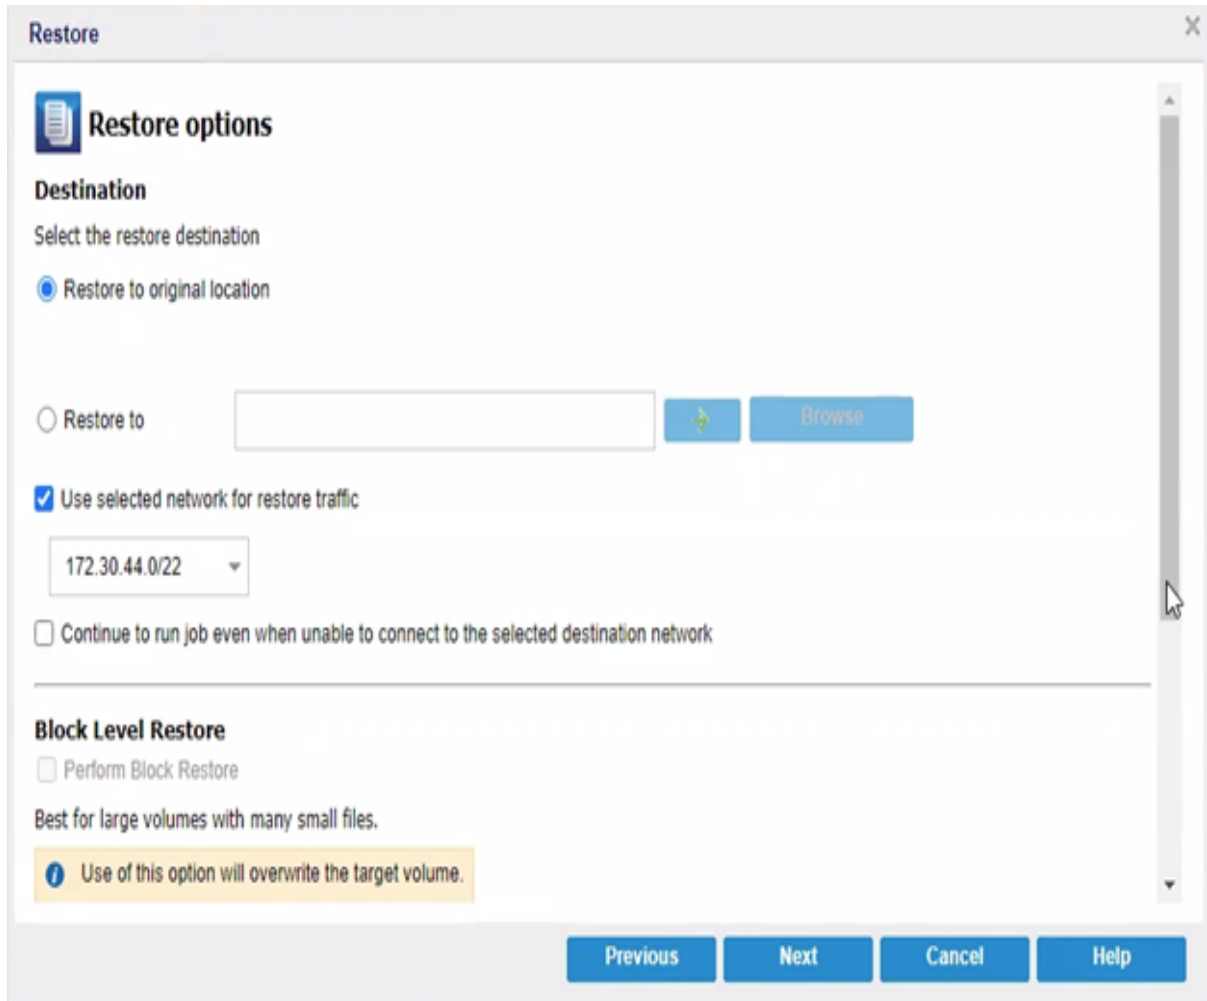 Restore
Restore options
Destination
Select the restore destination
Restore to original location
Restore to
Browse
Use selected network for restore traffic
172.30.44.0/22
Continue to run job even when unable to connect to the selected destination network
Block Level Restore
Perform Block Restore
Best for large volumes with many small files.
Use of this option will overwrite the target volume.
Previous Next Cancel Help